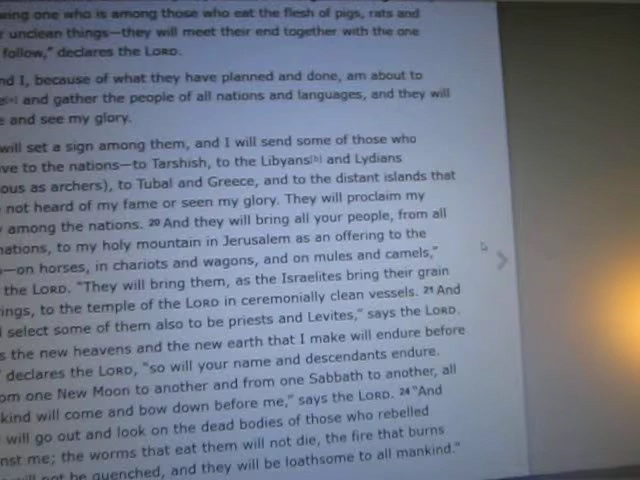 wing one who is among those who eat the flesh of pigs, rats and
r unclean things—they will meet their end together with the one
follow," declares the LORD.
nd I, because of what they have planned and done, am about to
e[a] and gather the people of all nations and languages, and they will
e and see my glory.
will set a sign among them, and I will send some of those who
ve to the nations—to Tarshish, to the Libyans[b] and Lydians
ous as archers), to Tubal and Greece, and to the distant islands that
not heard of my fame or seen my glory. They will proclaim my
y among the nations. 20 And they will bring all your people, from all
nations, to my holy mountain in Jerusalem as an offering to the
—on horses, in chariots and wagons, and on mules and camels,"
the LORD. "They will bring them, as the Israelites bring their grain
rings, to the temple of the LORD in ceremonially clean vessels. 21 And
l select some of them also to be priests and Levites," says the LORD.
s the new heavens and the new earth that I make will endure before
" declares the LORD, "so will your name and descendants endure.
om one New Moon to another and from one Sabbath to another, all
kind will come and bow down before me," says the LORD. 24 "And
will go out and look on the dead bodies of those who rebelled
nst me; the worms that eat them will not die, the fire that burns
will not be quenched, and they will be loathsome to all mankind."